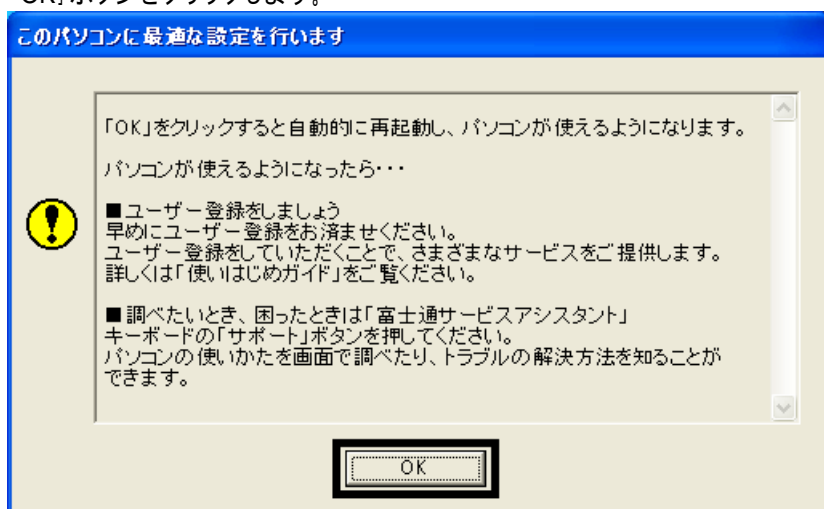 OK]ボタンをクリックします。
このパソコンに最適な設定を行います
「OK」をクリックすると自動的に再起動し、パソコンが使えるようになります。
パソコンが使えるようになったら・・・
■ユーザー登録をしましょう
早めにユーザー登録をお済ませください。
ユーザー登録をしていただくことで、さまざまなサービスをご提供します。
詳しくは「使いはじめガイド」をご覧ください。
■調べたいとき、困ったときは「富士通サービスアシスタント」
キーボードの「サポート」ボタンを押してください。
パソコンの使いかたを画面で調べたり、トラブルの解決方法を知ることが
できます。
OK